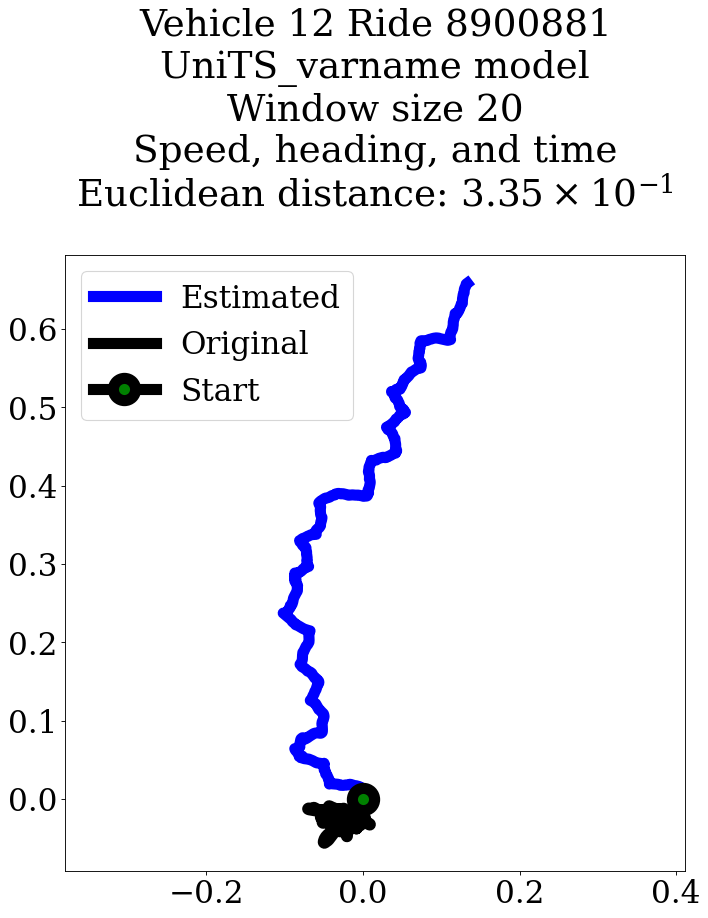 Vehicle 12 Ride 8900881
UniTS_varname model
Window size 20
Speed, heading, and time
Euclidean distance: 3.35 × 10⁻¹
Estimated
Original
Start
0.6
0.5
0.4
0.3
0.2
0.1
0.0
−0.2 0.0 0.2 0.4